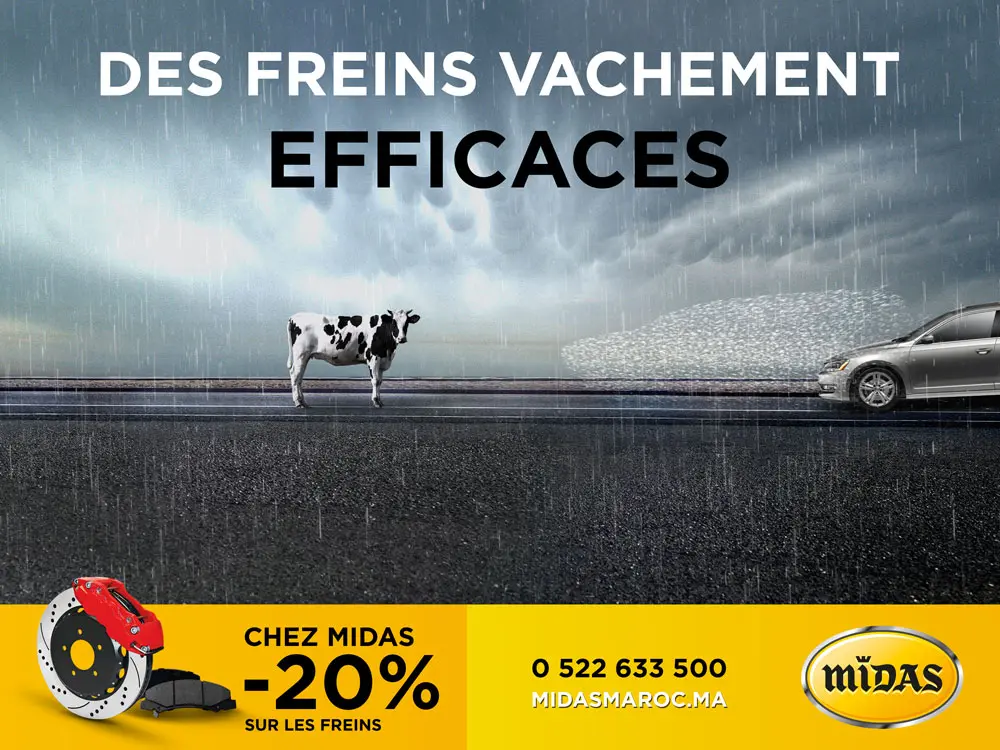 DES FREINS VACHEMENT
EFFICACES
CHEZ MIDAS
-20%
SUR LES FREINS
0 522 633 500
MIDASMAROC.MA
MIDAS